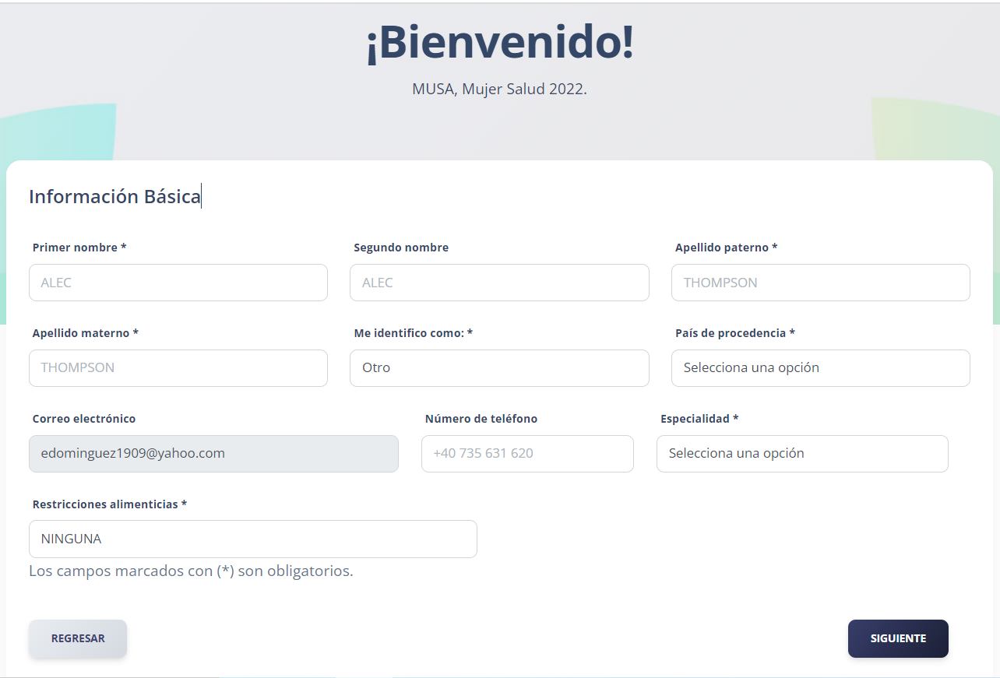 ¡Bienvenido!
MUSA, Mujer Salud 2022.
Información Básica
Primer nombre * Segundo nombre Apellido paterno *
ALEC ALEC THOMPSON
Apellido materno * Me identifico como: * País de procedencia *
THOMPSON Otro Selecciona una opción
Correo electrónico Número de teléfono Especialidad *
edominguez1909@yahoo.com +40 735 631 620 Selecciona una opción
Restricciones alimenticias *
NINGUNA
Los campos marcados con (*) son obligatorios.
REGRESAR SIGUIENTE